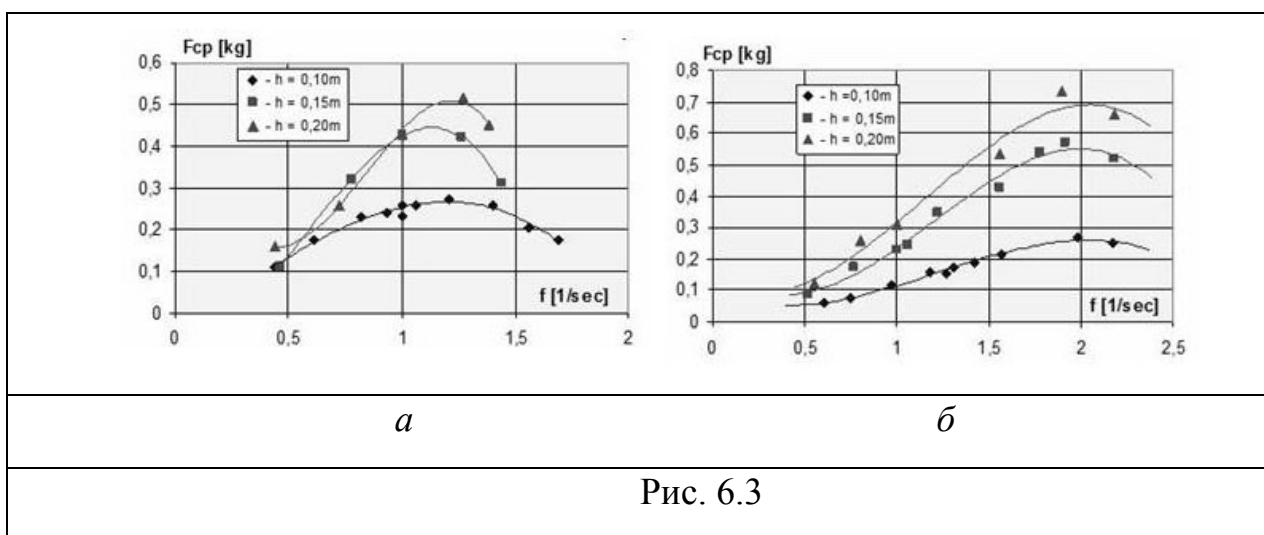 Fcp [kg]
0,6
0,5
0,4
0,3
0,2
0,1
0
- h = 0,10m
- h = 0,15m
- h = 0,20m
f [1/sec]
0 0,5 1 1,5 2
Fcp [kg]
0,8
0,7
0,6
0,5
0,4
0,3
0,2
0,1
0
- h =0,10m
- h = 0,15m
- h = 0,20m
f [1/sec]
0 0,5 1 1,5 2 2,5
а б
Рис. 6.3